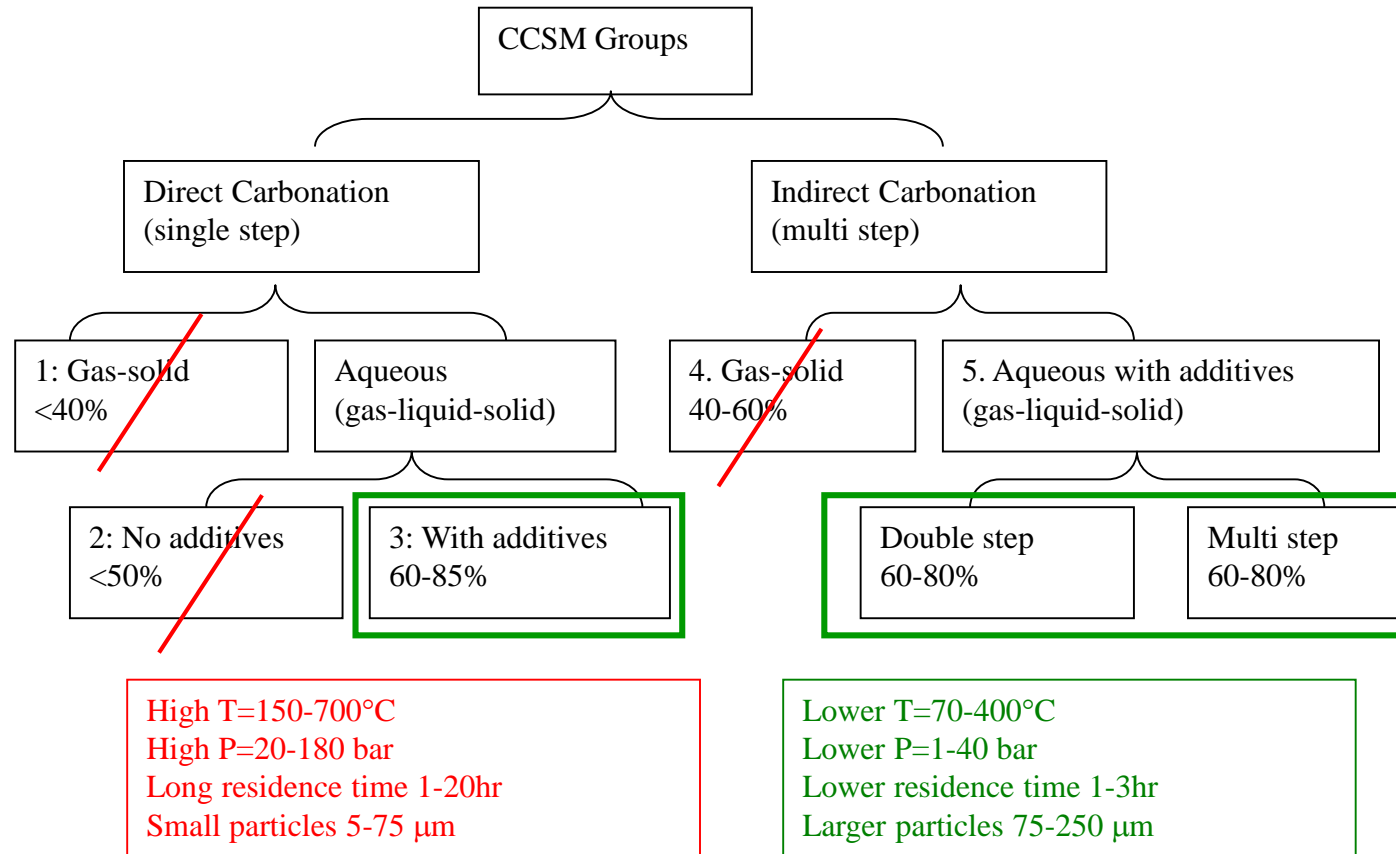 CCSM Groups
Direct Carbonation
(single step)
Indirect Carbonation
(multi step)
1: Gas-solid
<40%
Aqueous
(gas-liquid-solid)
4. Gas-solid
40-60%
5. Aqueous with additives
(gas-liquid-solid)
2: No additives
<50%
3: With additives
60-85%
Double step
60-80%
Multi step
60-80%
High T=150-700°C
High P=20-180 bar
Long residence time 1-20hr
Small particles 5-75 μm
Lower T=70-400°C
Lower P=1-40 bar
Lower residence time 1-3hr
Larger particles 75-250 μm